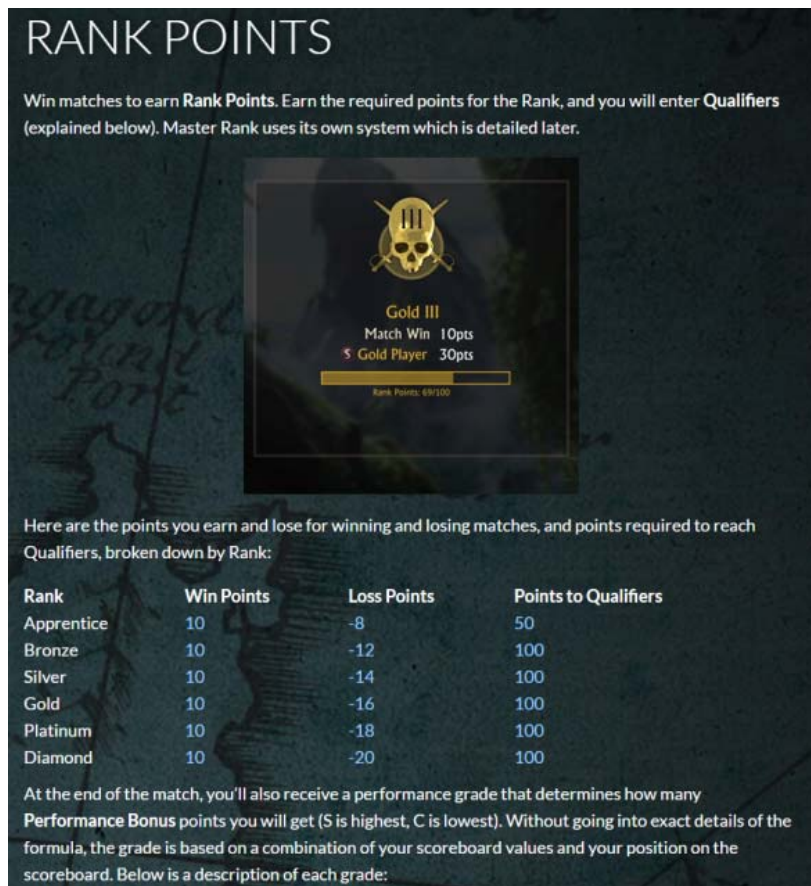 RANK POINTS
Win matches to earn Rank Points. Earn the required points for the Rank, and you will enter Qualifiers
(explained below). Master Rank uses its own system which is detailed later.
III
Gold III
Match Win 10pts
S Gold Player 30pts
Rank Points: 69/100
Here are the points you earn and lose for winning and losing matches, and points required to reach
Qualifiers, broken down by Rank:
Rank Win Points Loss Points Points to Qualifiers
Apprentice 10 -8 50
Bronze 10 -12 100
Silver 10 -14 100
Gold 10 -16 100
Platinum 10 -18 100
Diamond 10 -20 100
At the end of the match, you'll also receive a performance grade that determines how many
Performance Bonus points you will get (S is highest, C is lowest). Without going into exact details of the
formula, the grade is based on a combination of your scoreboard values and your position on the
scoreboard. Below is a description of each grade:
Port